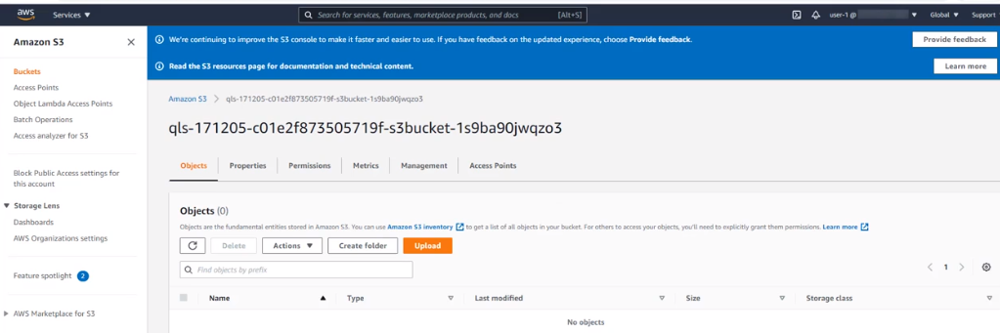 aws
Services ▼
Search for services, features, marketplace products, and docs [Alt+S]
user-1 @
Global ▼
Support
Amazon S3
Buckets
Access Points
Object Lambda Access Points
Batch Operations
Access analyzer for S3
Block Public Access settings for
this account
Storage Lens
Dashboards
AWS Organizations settings
Feature spotlight 2
AWS Marketplace for S3
We're continuing to improve the S3 console to make it faster and easier to use. If you have feedback on the updated experience, choose Provide feedback.
Provide feedback
Read the S3 resources page for documentation and technical content.
Learn more
Amazon S3 > qls-171205-c01e2f873505719f-s3bucket-1s9ba90jwqzo3
qls-171205-c01e2f873505719f-s3bucket-1s9ba90jwqzo3
Objects Properties Permissions Metrics Management Access Points
Objects (0)
Objects are the fundamental entities stored in Amazon S3. You can use Amazon S3 inventory to get a list of all objects in your bucket. For others to access your objects, you'll need to explicitly grant them permissions. Learn more
Delete Actions ▼ Create folder Upload
Find objects by prefix
1
Name Type Last modified Size Storage class
No objects